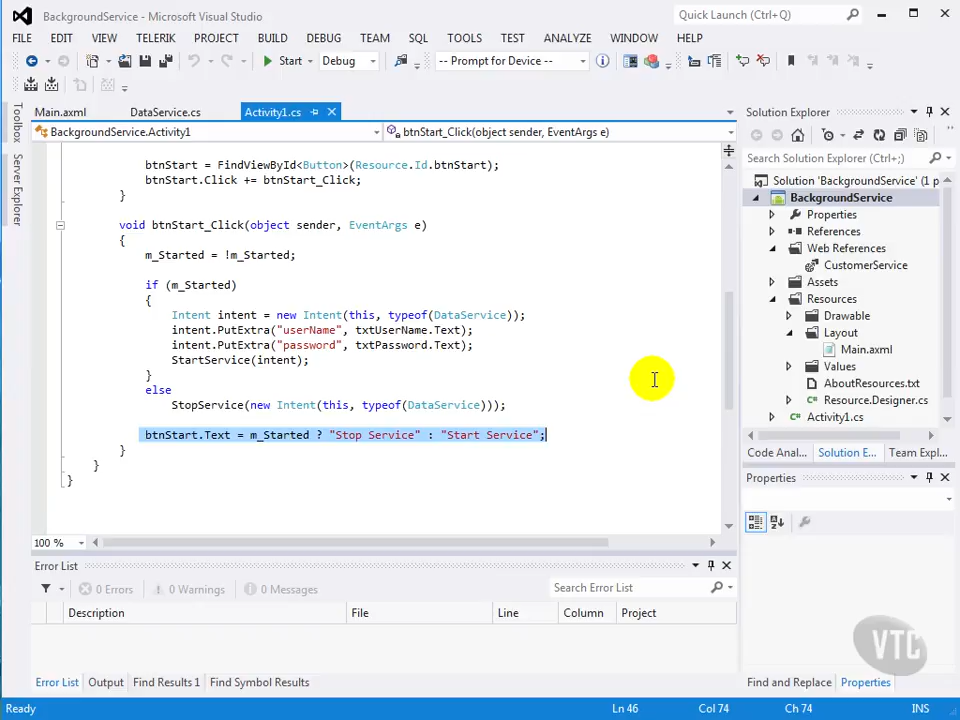 BackgroundService - Microsoft Visual Studio
Quick Launch (Ctrl+Q)
FILE EDIT VIEW TELERIK PROJECT BUILD DEBUG TEAM SQL TOOLS TEST ANALYZE WINDOW HELP
Start Debug -- Prompt for Device --
Main.axml DataService.cs Activity1.cs
BackgroundService.Activity1 btnStart_Click(object sender, EventArgs e)
btnStart = FindViewById<Button>(Resource.Id.btnStart);
btnStart.Click += btnStart_Click;
}
void btnStart_Click(object sender, EventArgs e)
{
m_Started = !m_Started;
if (m_Started)
{
Intent intent = new Intent(this, typeof(DataService));
intent.PutExtra("userName", txtUserName.Text);
intent.PutExtra("password", txtPassword.Text);
StartService(intent);
}
else
StopService(new Intent(this, typeof(DataService)));
btnStart.Text = m_Started ? "Stop Service" : "Start Service";
}
}
}
100 %
Toolbox
Server Explorer
Solution Explorer
Search Solution Explorer (Ctrl+;)
Solution 'BackgroundService' (1 p
BackgroundService
Properties
References
Web References
CustomerService
Assets
Resources
Drawable
Layout
Main.axml
Values
AboutResources.txt
Resource.Designer.cs
Activity1.cs
Code Anal... Solution E... Team Expl...
Properties
Error List
0 Errors 0 Warnings 0 Messages
Search Error List
Description File Line Column Project
Error List Output Find Results 1 Find Symbol Results
VTC
Find and Replace Properties
Ready Ln 46 Col 74 Ch 74 INS